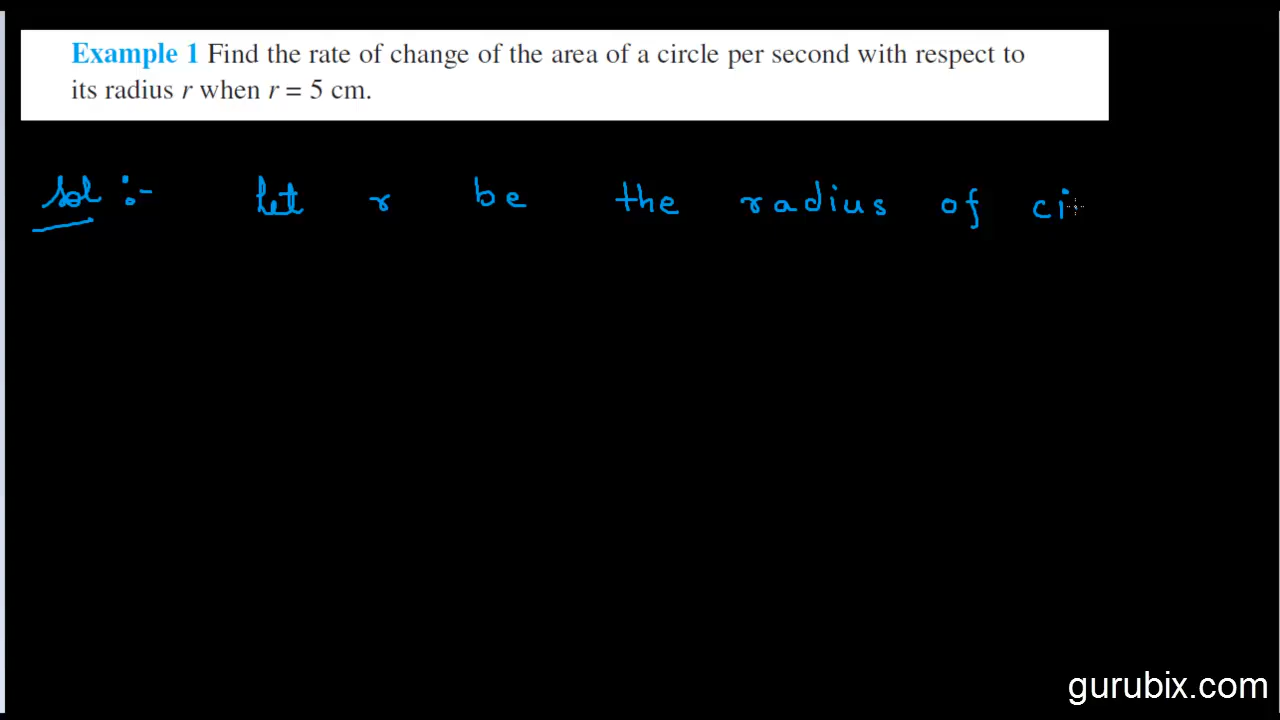 Example 1 Find the rate of change of the area of a circle per second with respect to
its radius r when r = 5 cm.
Sol :- let r be the radius of ci
gurubix.com